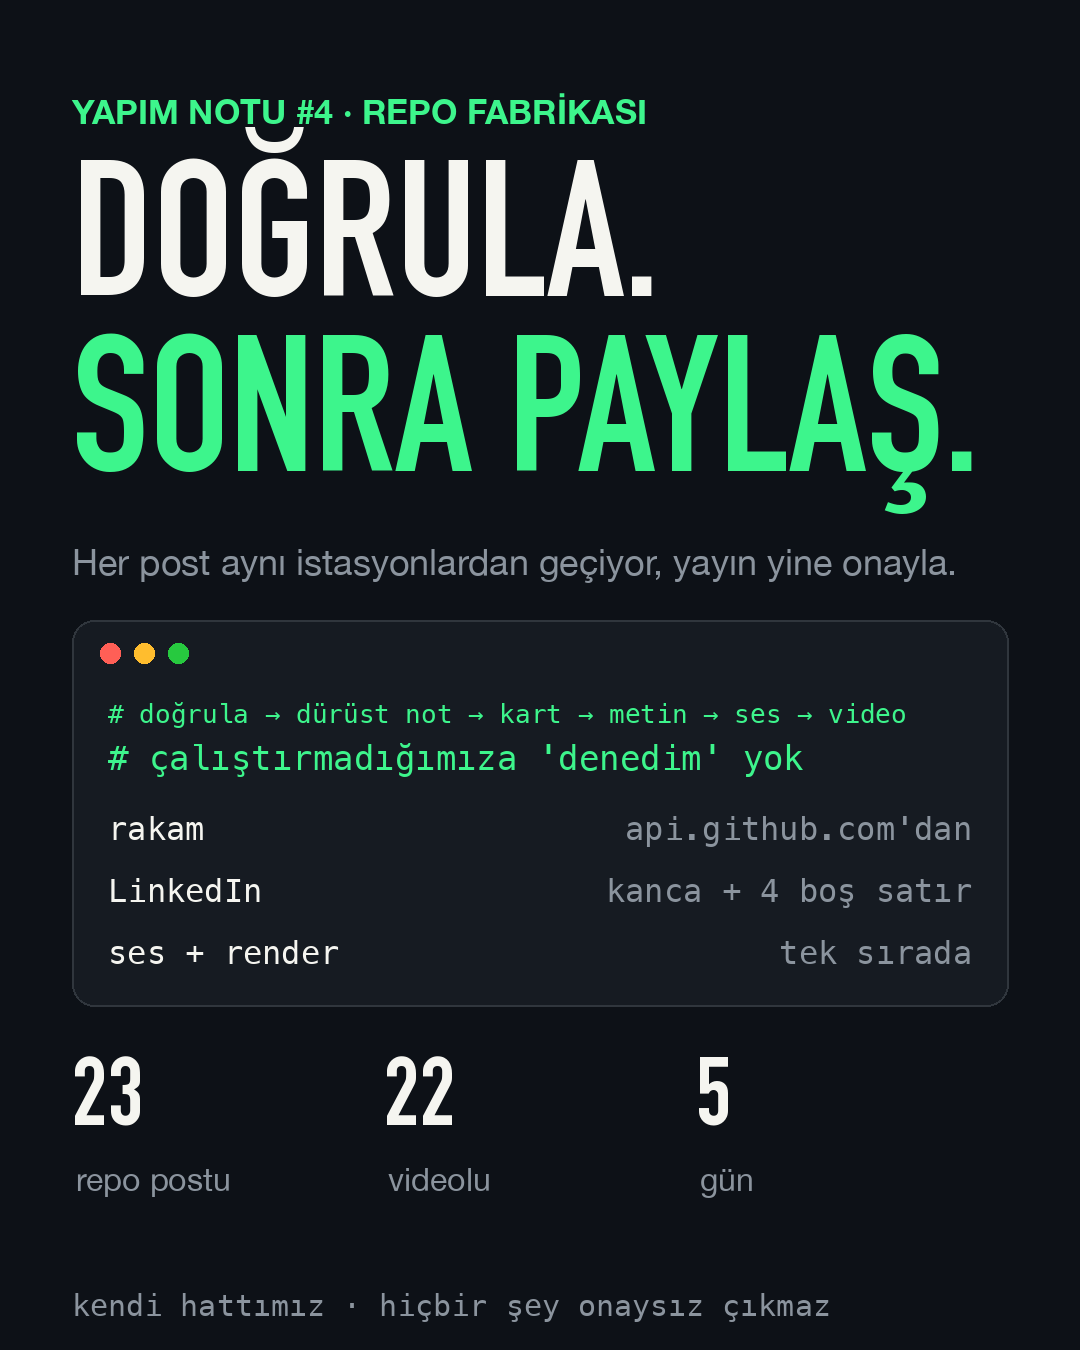 YAPIM NOTU #4 · REPO FABRİKASI
DOĞRULA.
SONRA PAYLAŞ.
Her post aynı istasyonlardan geçiyor, yayın yine onayla.
# doğrula → dürüst not → kart → metin → ses → video
# çalıştırmadığımıza 'denedim' yok
rakam api.github.com'dan
LinkedIn kanca + 4 boş satır
ses + render tek sırada
23 22 5
repo postu videolu gün
kendi hattımız · hiçbir şey onaysız çıkmaz